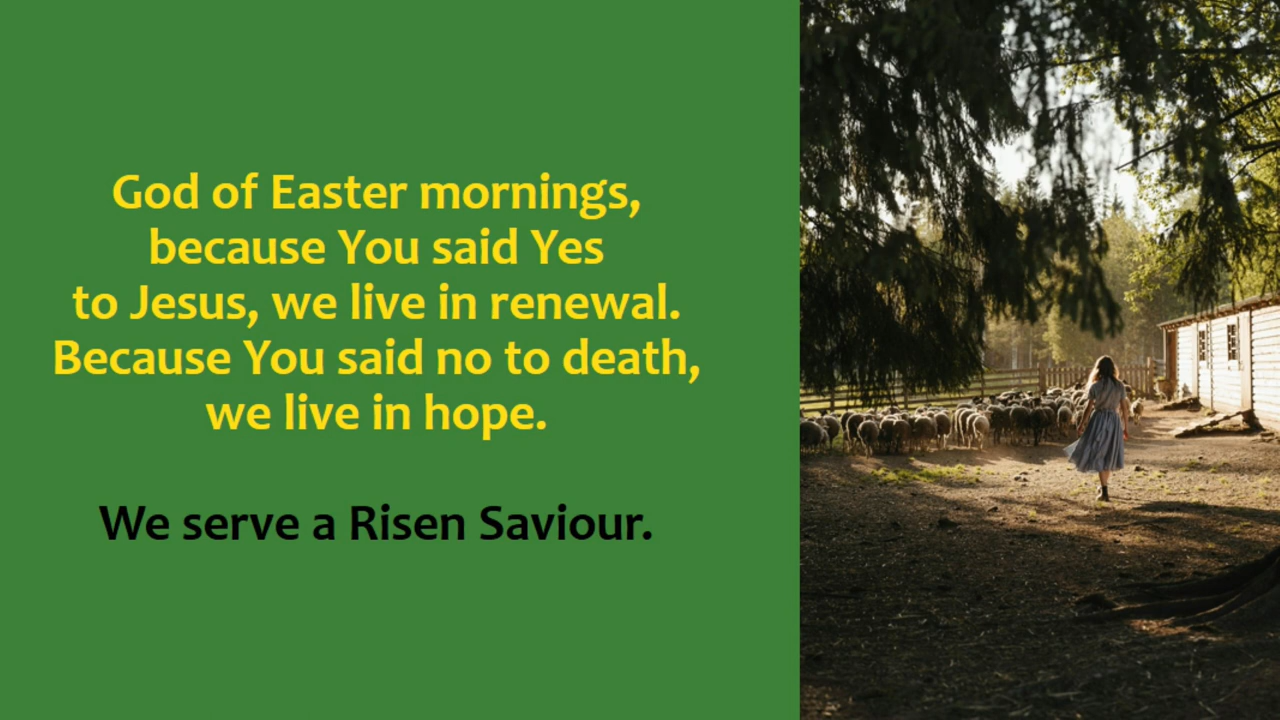 God of Easter mornings,
because You said Yes
to Jesus, we live in renewal.
Because You said no to death,
we live in hope.
We serve a Risen Saviour.